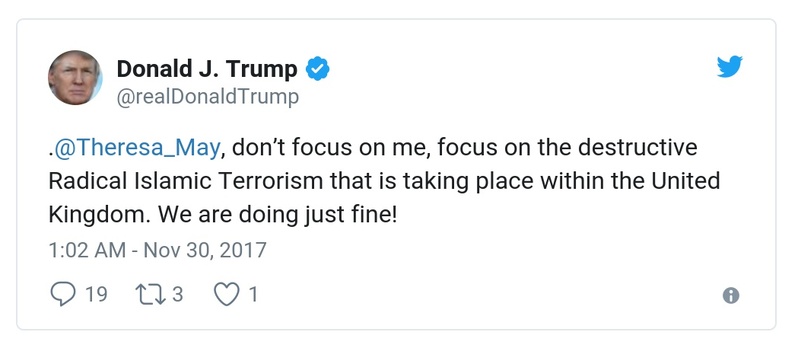 Donald J. Trump
@realDonaldTrump
.@Theresa_May, don’t focus on me, focus on the destructive
Radical Islamic Terrorism that is taking place within the United
Kingdom. We are doing just fine!
1:02 AM - Nov 30, 2017
19 3 1